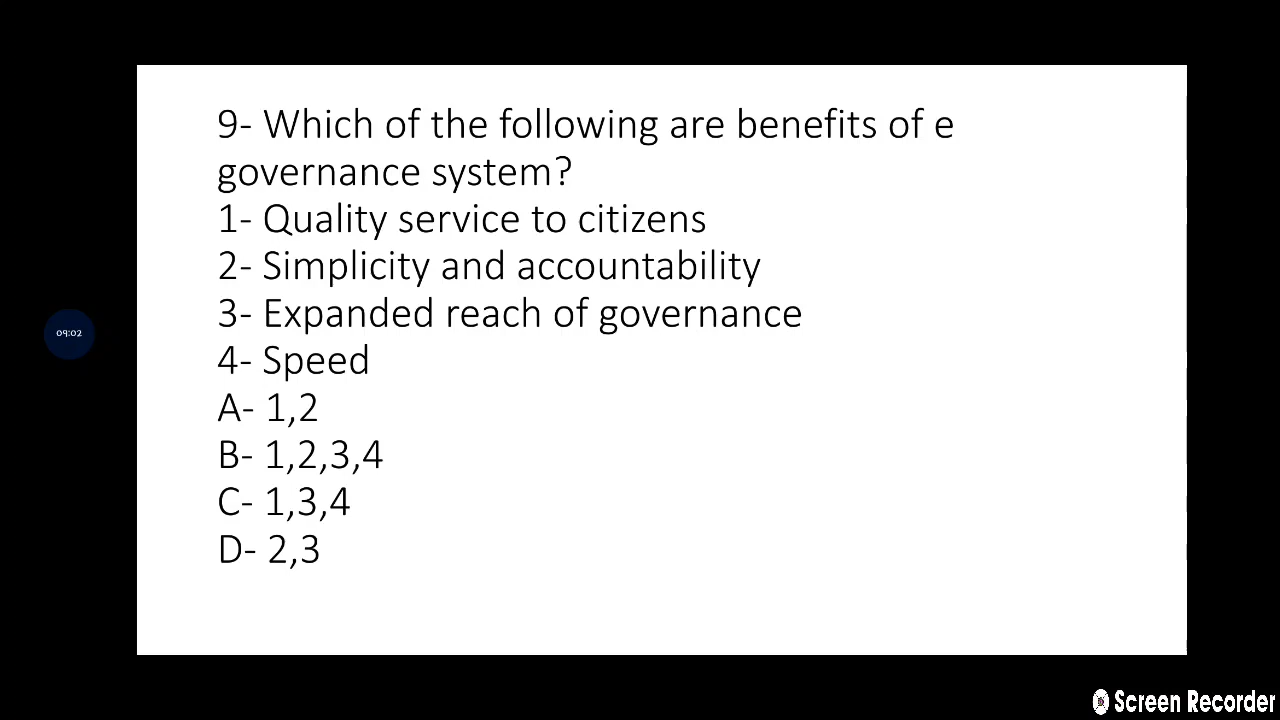 9- Which of the following are benefits of e
governance system?
1- Quality service to citizens
2- Simplicity and accountability
3- Expanded reach of governance
4- Speed
A- 1,2
B- 1,2,3,4
C- 1,3,4
D- 2,3
09:02
Screen Recorder